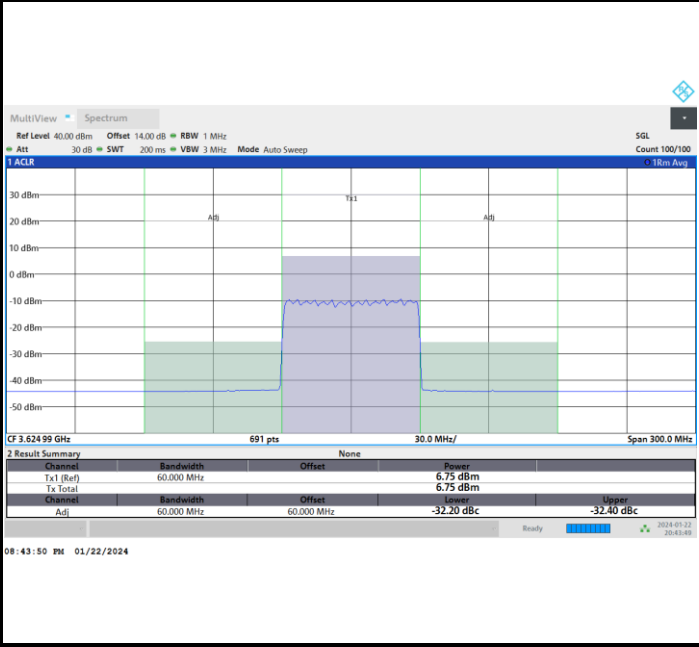 MultiView Spectrum
Ref Level 40.00 dBm Offset 14.00 dB RBW 1 MHz SGL
Att 30 dB SWT 200 ms VBW 3 MHz Mode Auto Sweep Count 100/100
1 ACLR 1Rm Avg
30 dBm
Tx1
20 dBm
Adj Adj
10 dBm
0 dBm
-10 dBm
-20 dBm
-30 dBm
-40 dBm
-50 dBm
CF 3.624 99 GHz 691 pts 30.0 MHz/ Span 300.0 MHz
2 Result Summary None
Channel Bandwidth Offset Power
Tx1 (Ref) 60.000 MHz 6.75 dBm
Tx Total 6.75 dBm
Channel Bandwidth Offset Lower Upper
Adj 60.000 MHz 60.000 MHz -32.20 dBc -32.40 dBc
Ready 2024-01-22
20:43:49
08:43:50 PM 01/22/2024